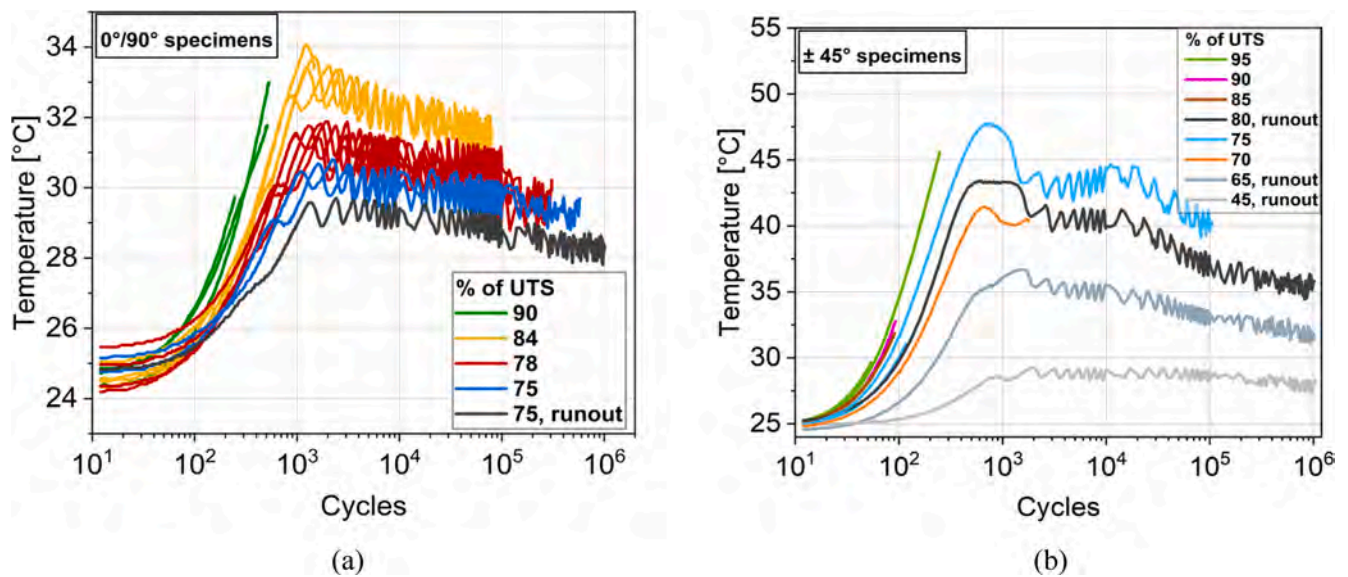 0°/90° specimens
Temperature [°C]
34
32
30
28
26
24
% of UTS
90
84
78
75
75, runout
10¹ 10² 10³ 10⁴ 10⁵ 10⁶
Cycles
(a)
± 45° specimens
Temperature [°C]
55
50
45
40
35
30
25
% of UTS
95
90
85
80, runout
75
70
65, runout
45, runout
10¹ 10² 10³ 10⁴ 10⁵ 10⁶
Cycles
(b)